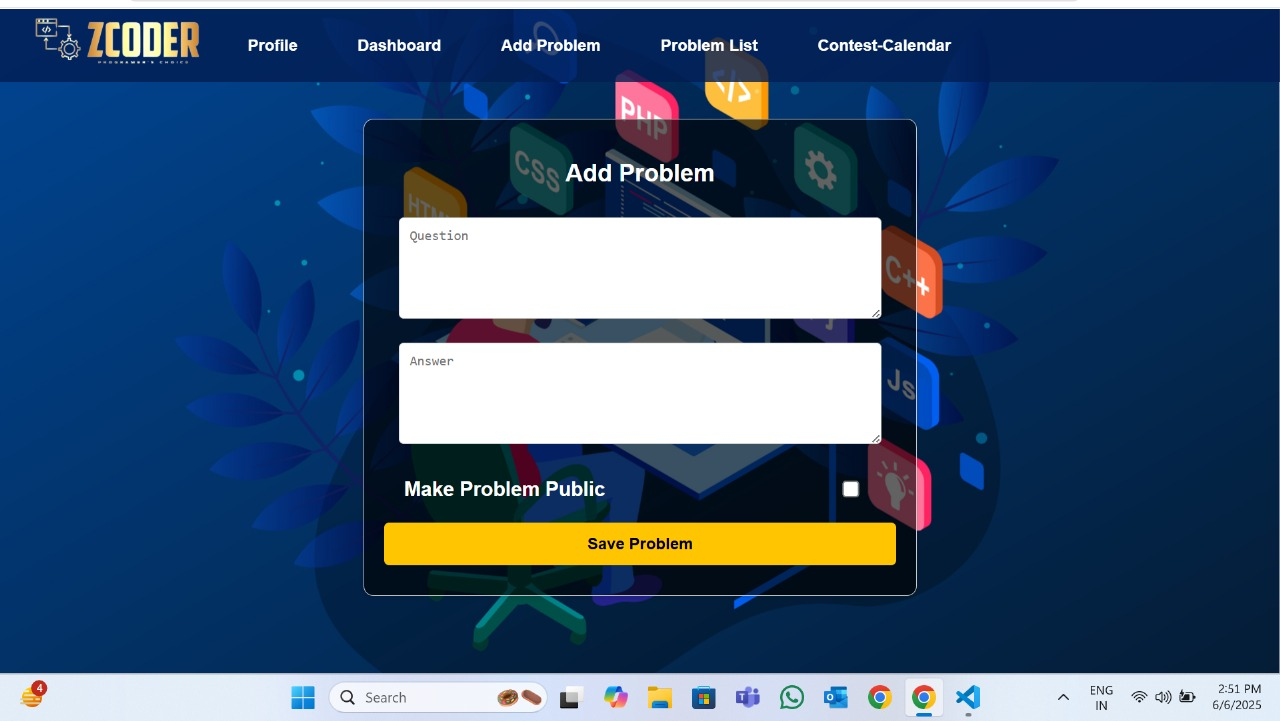 ZCODER
PROGRAMMER'S CHOICE
Profile Dashboard Add Problem Problem List Contest-Calendar
</>
PHP
CSS
HTML
Add Problem
Question
C++
J
Answer
Js
Make Problem Public
Save Problem
4
Search
ENG
IN
2:51 PM
6/6/2025